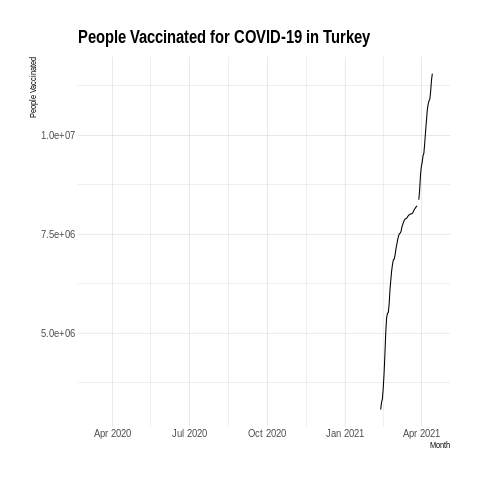 People Vaccinated for COVID-19 in Turkey
People Vaccinated
1.0e+07
7.5e+06
5.0e+06
Apr 2020 Jul 2020 Oct 2020 Jan 2021 Apr 2021
Month